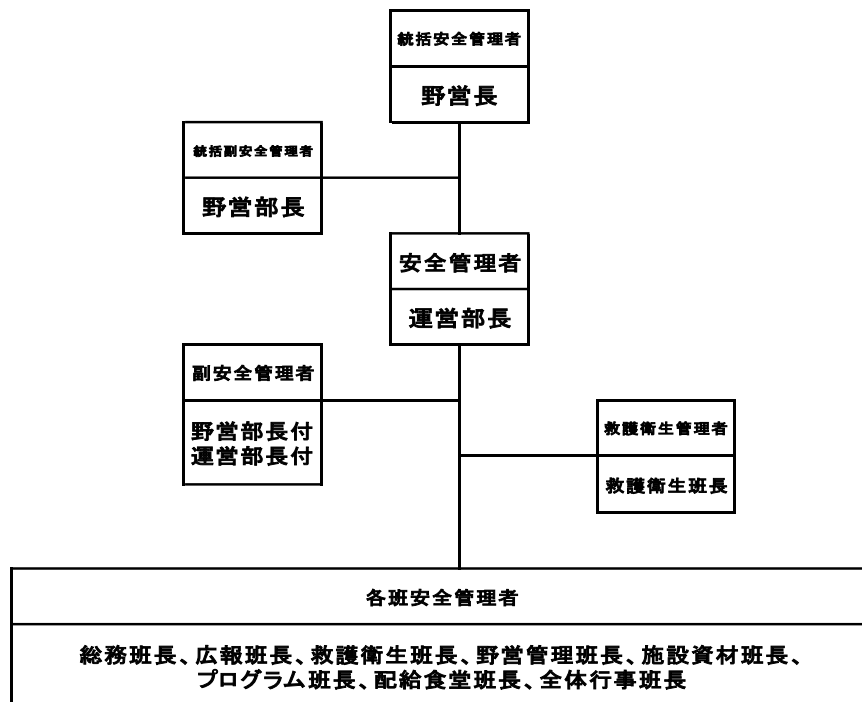 統括安全管理者
野営長
統括副安全管理者
野営部長
安全管理者
運営部長
副安全管理者
野営部長付
運営部長付
救護衛生管理者
救護衛生班長
各班安全管理者
総務班長、広報班長、救護衛生班長、野営管理班長、施設資材班長、
プログラム班長、配給食堂班長、全体行事班長